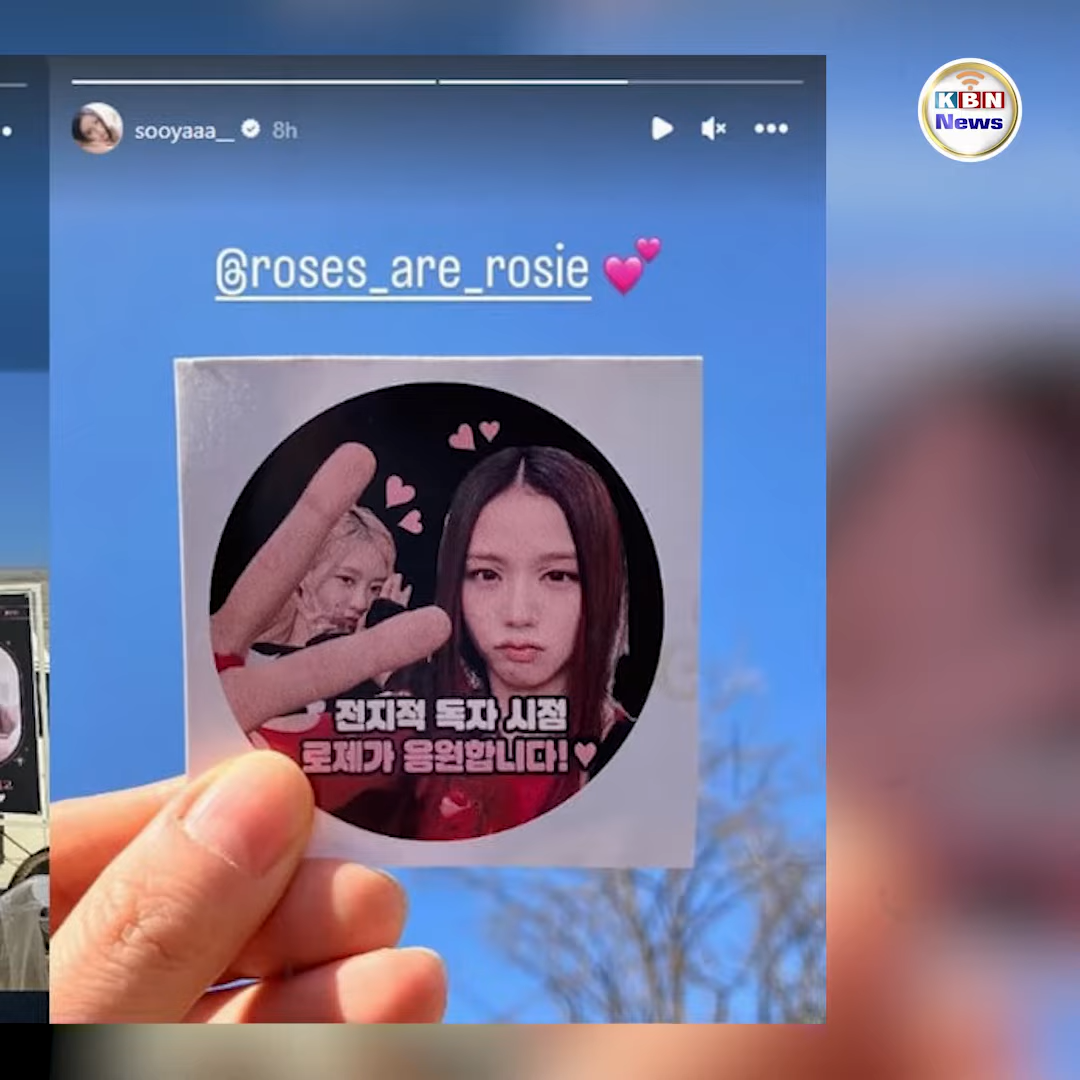 sooyaaa__ 8h
KBN
News
@roses_are_rosie
전지적 독자 시점
로제가 응원합니다!